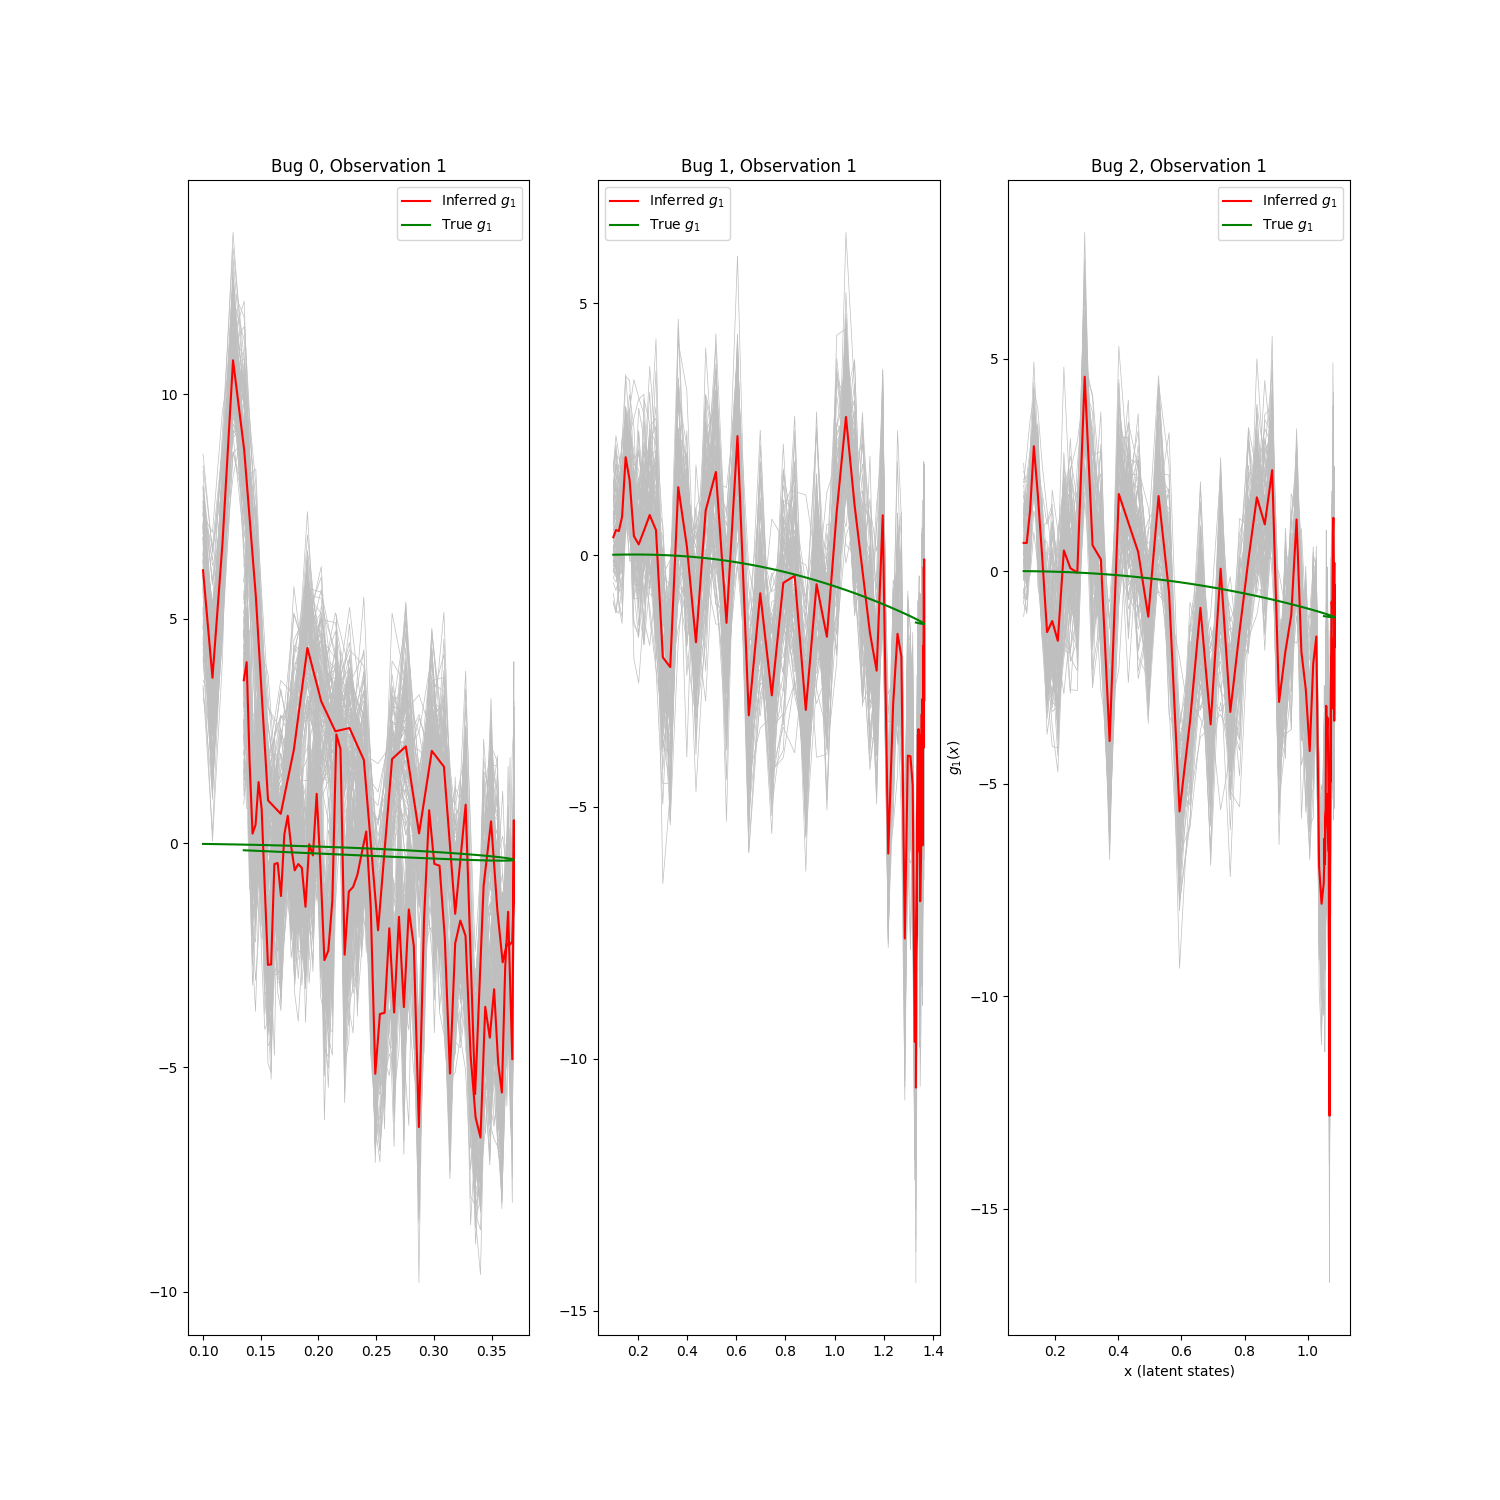 Bug 0, Observation 1
Inferred g₁
True g₁
10
5
0
−5
−10
0.10 0.15 0.20 0.25 0.30 0.35
Bug 1, Observation 1
Inferred g₁
True g₁
5
0
−5
−10
−15
0.2 0.4 0.6 0.8 1.0 1.2 1.4
Bug 2, Observation 1
Inferred g₁
True g₁
g₁(x)
5
0
−5
−10
−15
0.2 0.4 0.6 0.8 1.0
x (latent states)